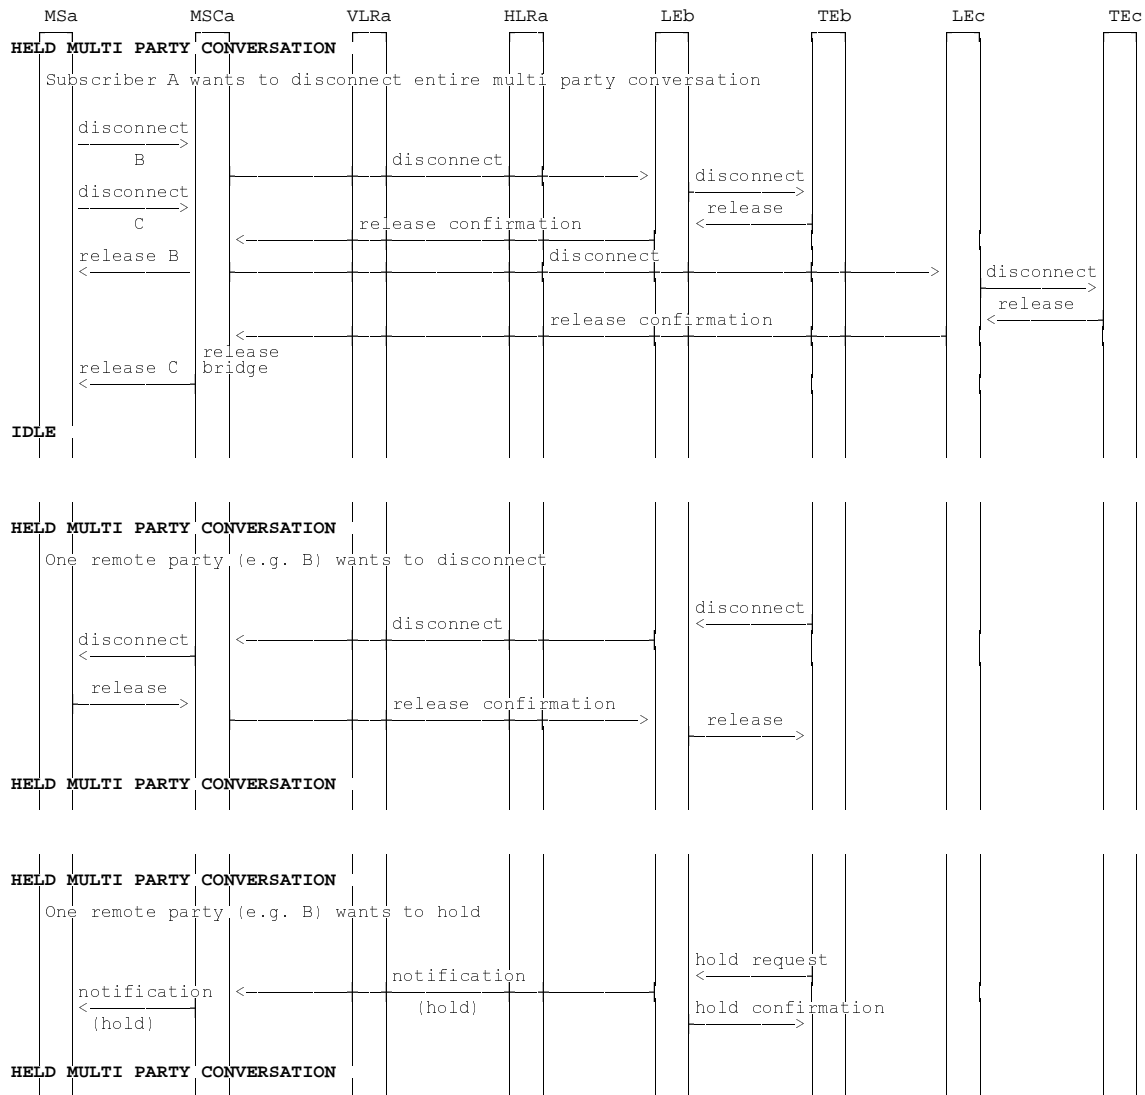 MSa MSCa VLRa HLRa LEb TEb LEc TEc
HELD MULTI PARTY CONVERSATION
Subscriber A wants to disconnect entire multi party conversation
disconnect
B disconnect
disconnect
disconnect
C release confirmation release
release B disconnect
disconnect
release
release confirmation
release
release C bridge
IDLE
HELD MULTI PARTY CONVERSATION
One remote party (e.g. B) wants to disconnect
disconnect
disconnect
disconnect
release
release confirmation
release
HELD MULTI PARTY CONVERSATION
HELD MULTI PARTY CONVERSATION
One remote party (e.g. B) wants to hold
hold request
notification
notification
(hold) hold confirmation
(hold)
HELD MULTI PARTY CONVERSATION